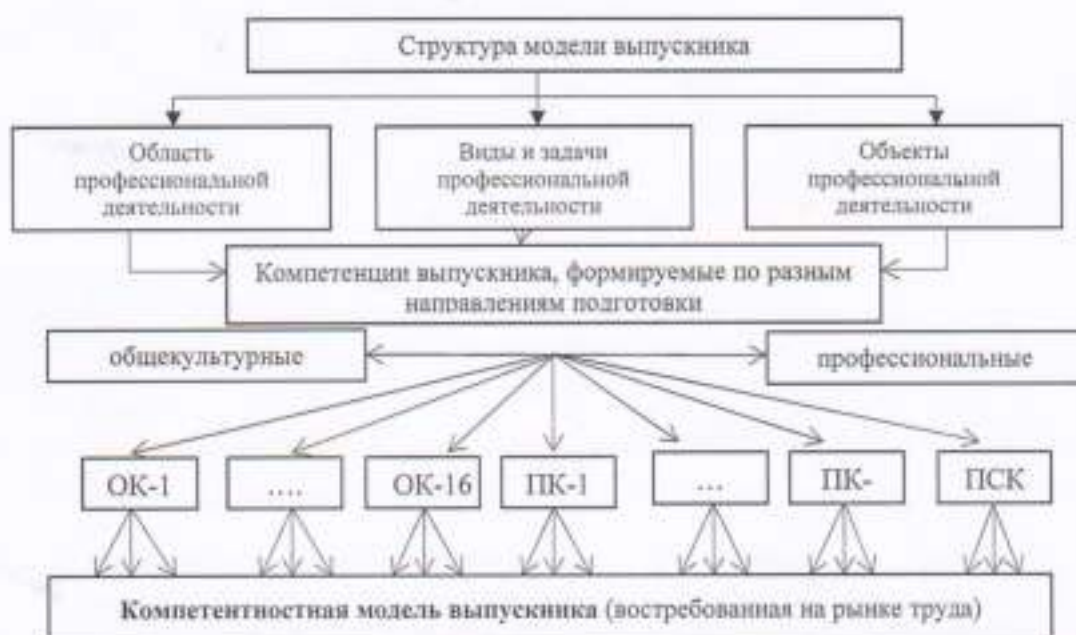 Структура модели выпускника
Область
профессиональной
деятельности
Виды и задачи
профессиональной
деятельности
Объекты
профессиональной
деятельности
Компетенции выпускника, формируемые по разным
направлениям подготовки
общекультурные
профессиональные
ОК-1
....
ОК-16
ПК-1
...
ПК-
ПСК
Компетентностная модель выпускника (востребованная на рынке труда)